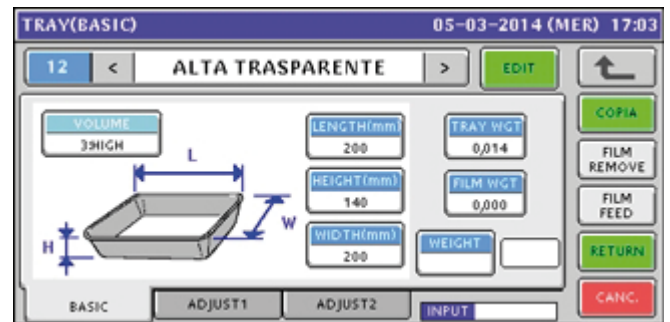 TRAY(BASIC) 05-03-2014 (MER) 17:03
12 < ALTA TRASPARENTE > EDIT
VOLUME
3:HIGH
L
W
H
LENGTH(mm)
200
HEIGHT(mm)
140
WIDTH(mm)
200
TRAY WGT
0,014
FILM WGT
0,000
WEIGHT
COPIA
FILM REMOVE
FILM FEED
RETURN
CANC.
BASIC ADJUST1 ADJUST2 INPUT